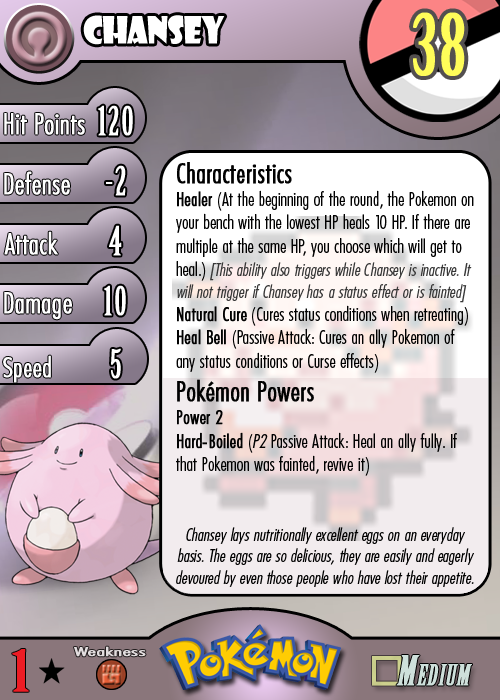 CHANSEY
38
Hit Points 120
Defense -2
Attack 4
Damage 10
Speed 5
Characteristics
Healer (At the beginning of the round, the Pokemon on
your bench with the lowest HP heals 10 HP. If there are
multiple at the same HP, you choose which will get to
heal.) [This ability also triggers while Chansey is inactive. It
will not trigger if Chansey has a status effect or is fainted]
Natural Cure (Cures status conditions when retreating)
Heal Bell (Passive Attack: Cures an ally Pokemon of
any status conditions or Curse effects)
Pokémon Powers
Power 2
Hard-Boiled (P2 Passive Attack: Heal an ally fully. If
that Pokemon was fainted, revive it)
Chansey lays nutritionally excellent eggs on an everyday
basis. The eggs are so delicious, they are easily and eagerly
devoured by even those people who have lost their appetite.
1 ★
Weakness
POKéMON
MEDIUM